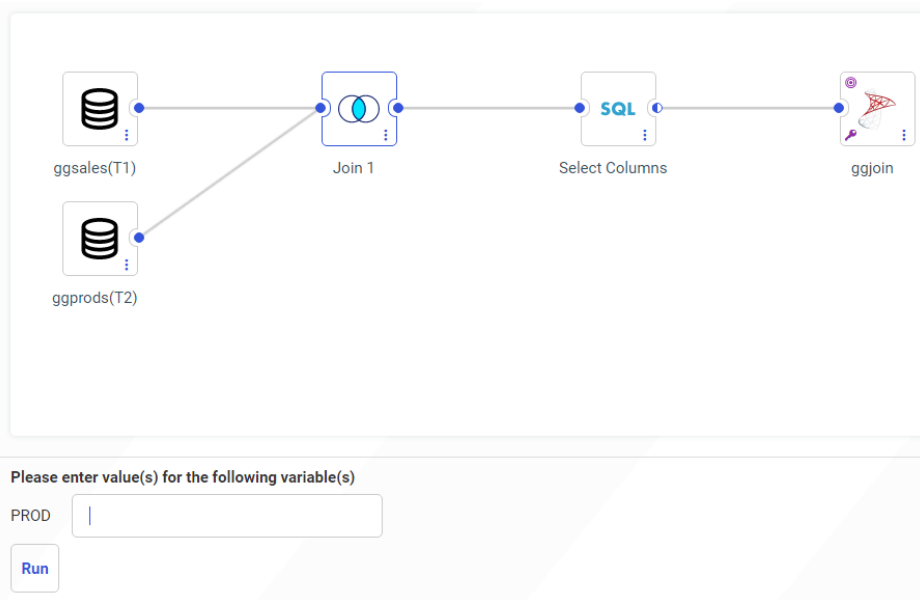 ggsales(T1)
Join 1
SQL
Select Columns
ggjoin
ggprods(T2)
Please enter value(s) for the following variable(s)
PROD
Run